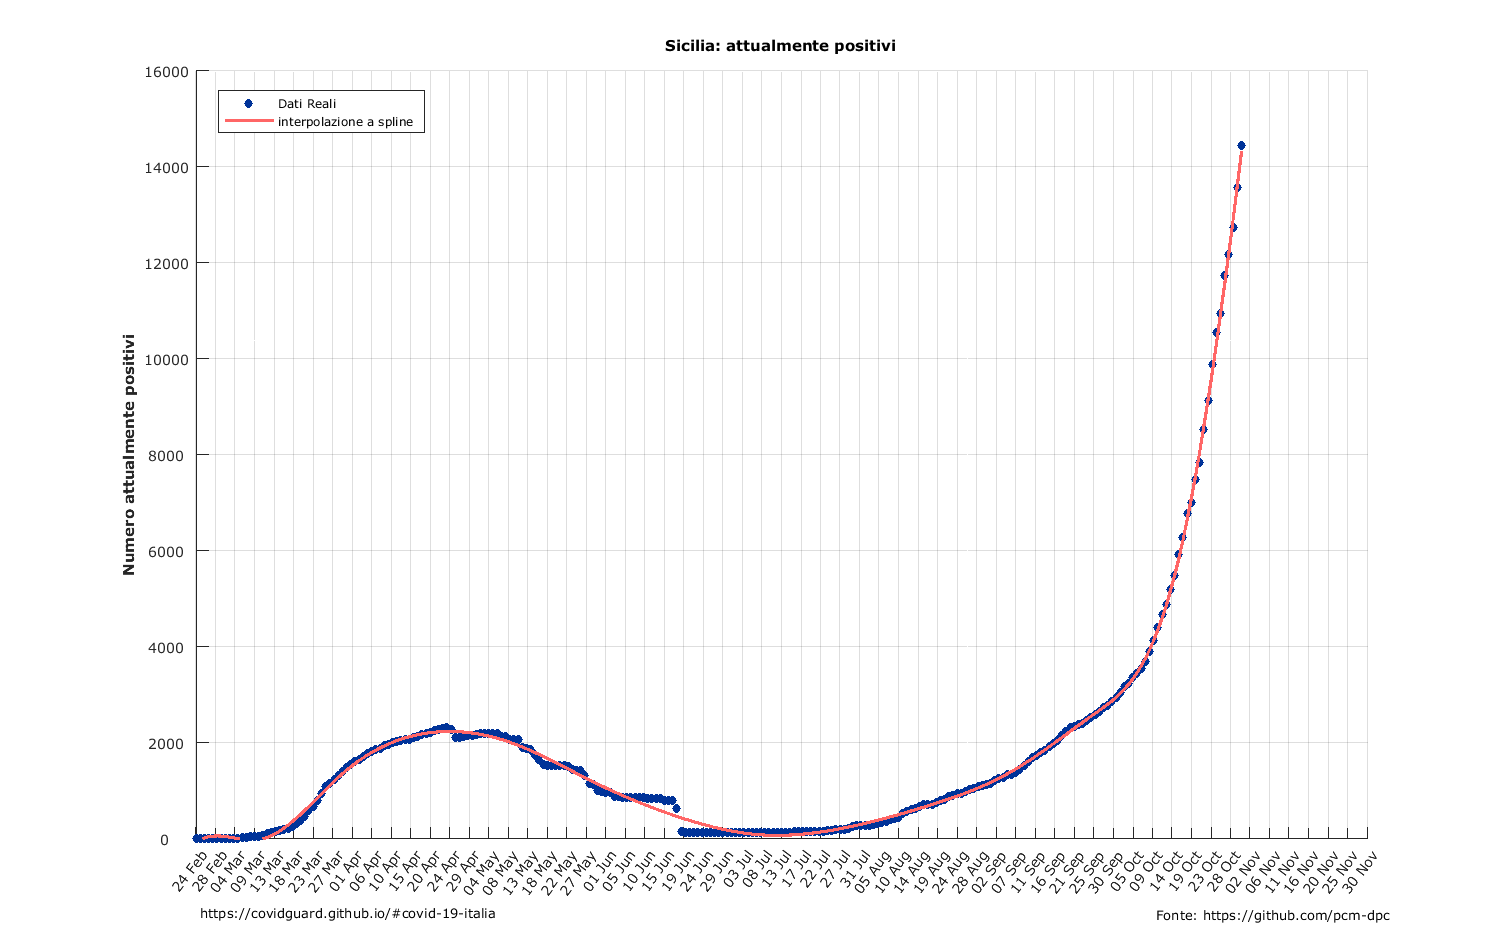 Sicilia: attualmente positivi
Dati Reali
interpolazione a spline
Numero attualmente positivi
16000
14000
12000
10000
8000
6000
4000
2000
0
24 Feb
28 Feb
04 Mar
09 Mar
13 Mar
18 Mar
23 Mar
27 Mar
01 Apr
06 Apr
10 Apr
15 Apr
20 Apr
24 Apr
29 Apr
04 May
08 May
13 May
18 May
22 May
27 May
01 Jun
05 Jun
10 Jun
15 Jun
19 Jun
24 Jun
29 Jun
03 Jul
08 Jul
13 Jul
17 Jul
22 Jul
27 Jul
31 Jul
05 Aug
10 Aug
14 Aug
19 Aug
24 Aug
28 Aug
02 Sep
07 Sep
11 Sep
16 Sep
21 Sep
25 Sep
30 Sep
05 Oct
09 Oct
14 Oct
19 Oct
23 Oct
28 Oct
02 Nov
06 Nov
11 Nov
16 Nov
20 Nov
25 Nov
30 Nov
https://covidguard.github.io/#covid-19-italia
Fonte: https://github.com/pcm-dpc